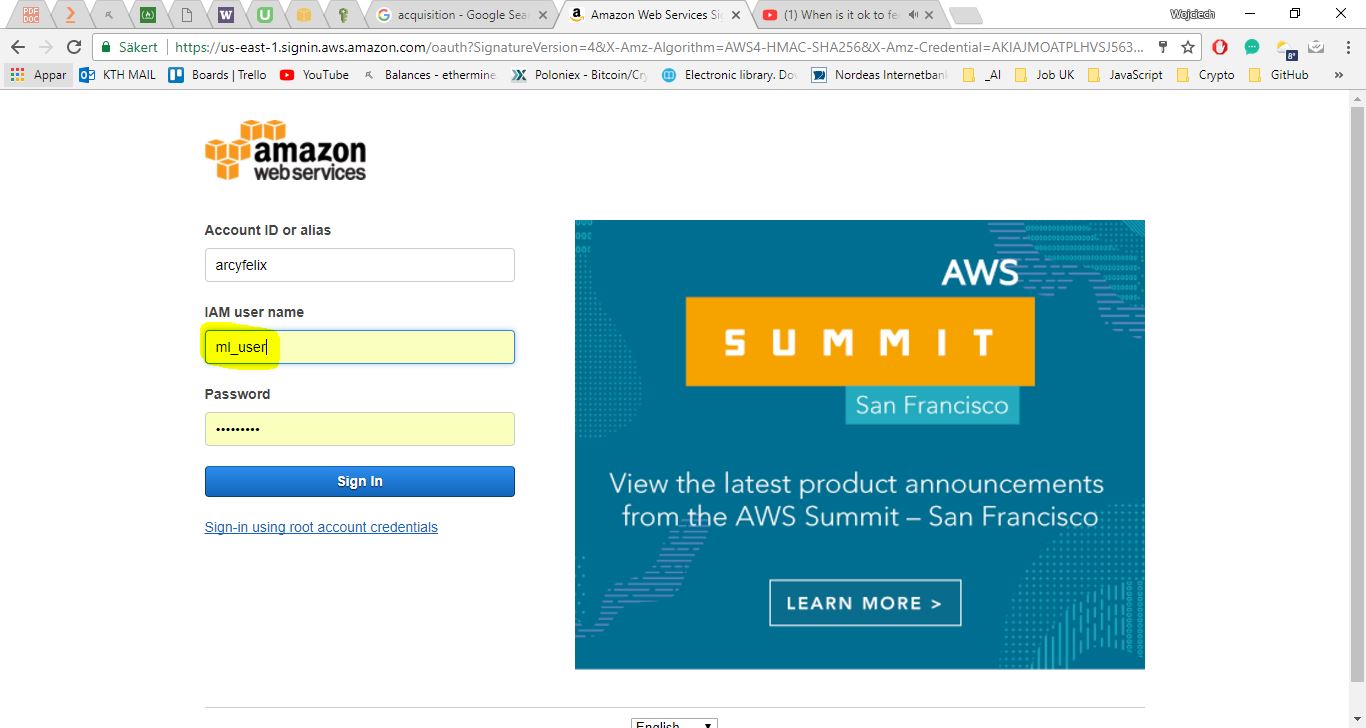 PDF
DOC
W
U
acquisition - Google Sear
Amazon Web Services Si
(1) When is it ok to fe
Wojciech
Säkert
https://us-east-1.signin.aws.amazon.com/oauth?SignatureVersion=4&X-Amz-Algorithm=AWS4-HMAC-SHA256&X-Amz-Credential=AKIAJMOATPLHVSJ563...
8°
Appar
KTH MAIL
Boards | Trello
YouTube
Balances - ethermine
Poloniex - Bitcoin/Cry
Electronic library. Do
Nordeas Internetbank
_AI
Job UK
JavaScript
Crypto
GitHub
»
amazon
webservices
Account ID or alias
arcyfelix
IAM user name
ml_user
Password
•••••••••
Sign In
Sign-in using root account credentials
AWS
SUMMIT
San Francisco
View the latest product announcements
from the AWS Summit – San Francisco
LEARN MORE >
English